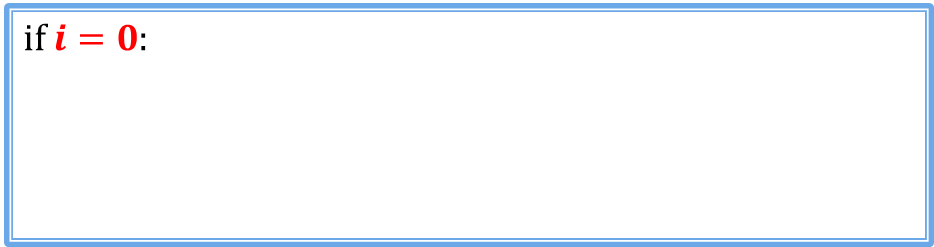 if i = 0: